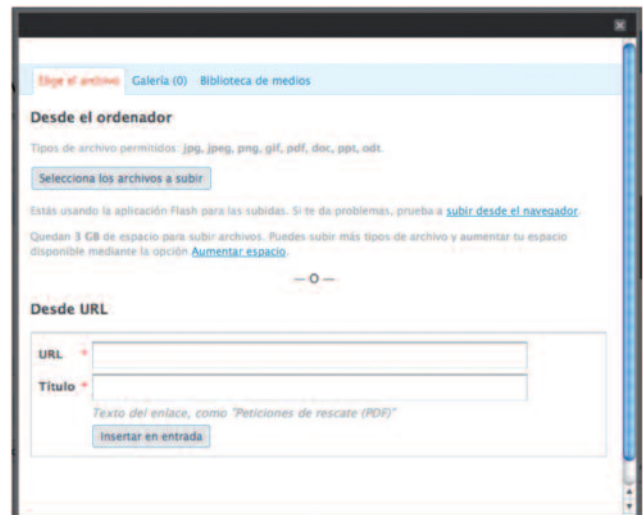 Elige el archivo Galería (0) Biblioteca de medios
Desde el ordenador
Tipos de archivo permitidos: jpg, jpeg, png, gif, pdf, doc, ppt, odt.
Selecciona los archivos a subir
Estás usando la aplicación Flash para las subidas. Si te da problemas, prueba a subir desde el navegador.
Quedan 3 GB de espacio para subir archivos. Puedes subir más tipos de archivo y aumentar tu espacio
disponible mediante la opción Aumentar espacio.
— O —
Desde URL
URL *
Título *
Texto del enlace, como "Peticiones de rescate (PDF)"
Insertar en entrada